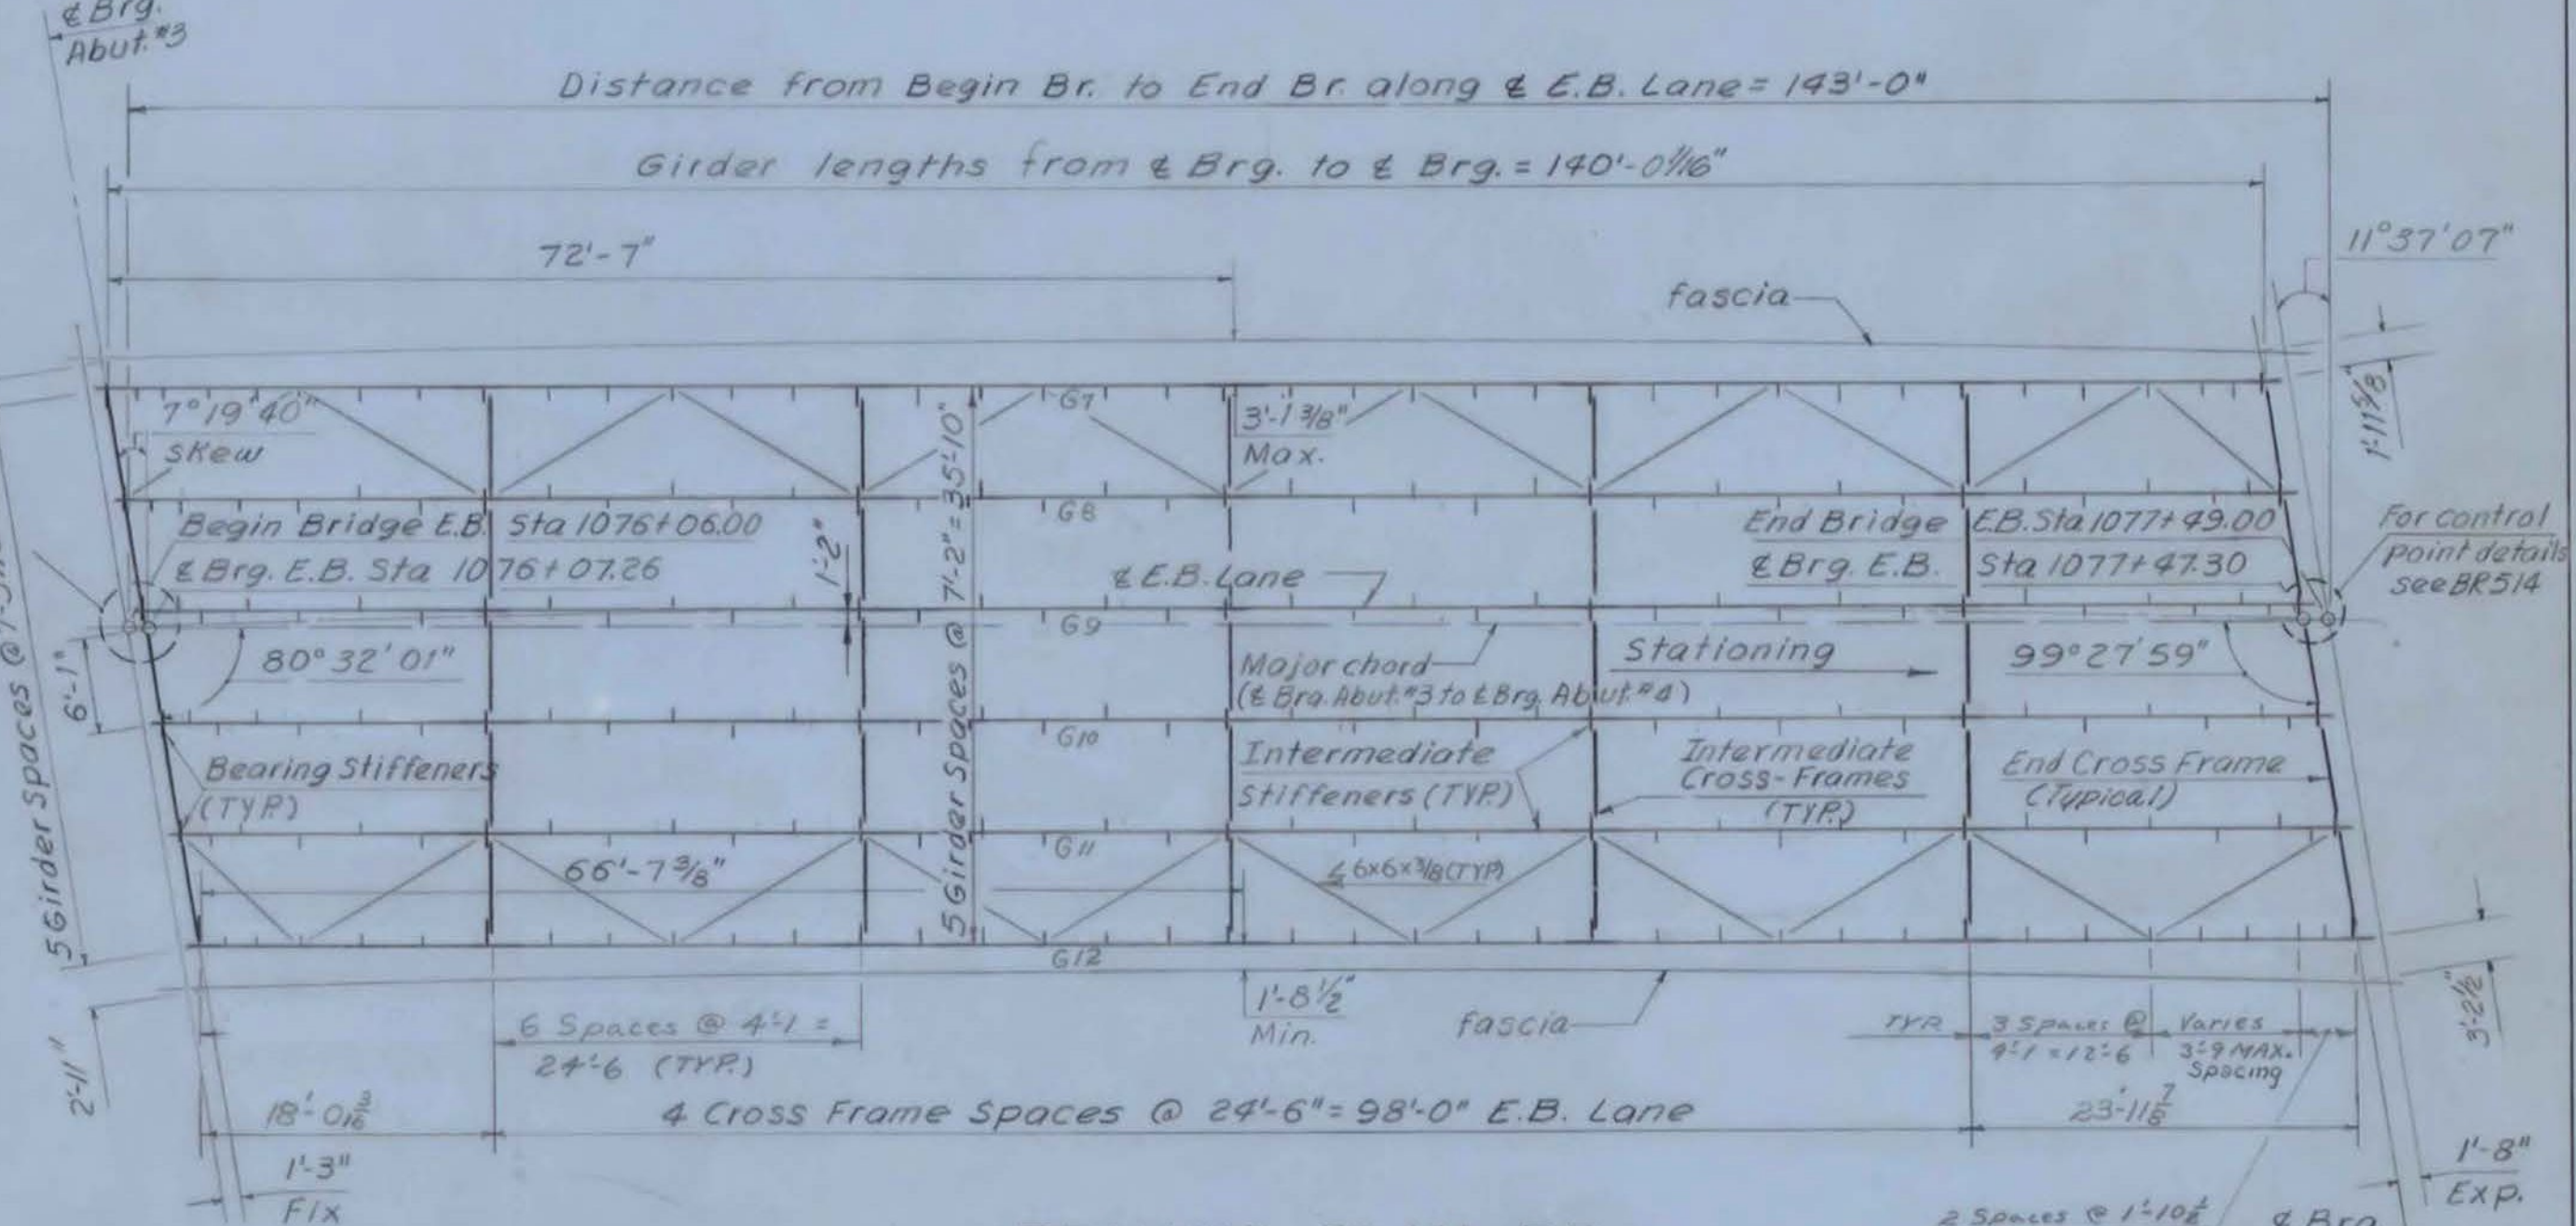 ℄ Brg.
Abut. #3
Distance from Begin Br. to End Br. along ℄ E.B. Lane = 143'-0"
Girder lengths from ℄ Brg. to ℄ Brg. = 140'-0 1/16"
72'-7"
11°37'07"
fascia
7°19'40"
Skew
G7
3'-1 3/8"
Max.
1'-11 5/8"
G8
Begin Bridge E.B. Sta 1076+06.00
℄ Brg. E.B. Sta 1076+07.26
1'-2"
End Bridge E.B. Sta 1077+49.00
℄ Brg. E.B. Sta 1077+47.30
For control
point details
see BR514
℄ E.B. Lane
G9
5 Girder Spaces @ 7'-2" = 35'-10"
5 Girder Spaces @
6'-1"
80°32'01"
Major chord
(℄ Brg. Abut. #3 to ℄ Brg. Abut. #4)
Stationing
99°27'59"
G10
Bearing Stiffeners
(TYP.)
Intermediate
Stiffeners (TYP.)
Intermediate
Cross-Frames
(TYP.)
End Cross Frame
(Typical)
G11
66'-7 3/8"
∠ 6x6x3/8 (TYP)
G12
1'-8 1/2"
Min.
fascia
3'-2 1/2"
2'-11"
6 Spaces @ 4'-1 =
24'-6 (TYP.)
TYP.
3 Spaces @
4'-1 = 12'-6
Varies
3'-9 MAX.
Spacing
18'-0 3/16
4 Cross Frame Spaces @ 24'-6" = 98'-0" E.B. Lane
23'-11 7/8
1'-3"
Fix
1'-8"
Exp.
2 Spaces @ 1'-10 1/2
℄ Brg